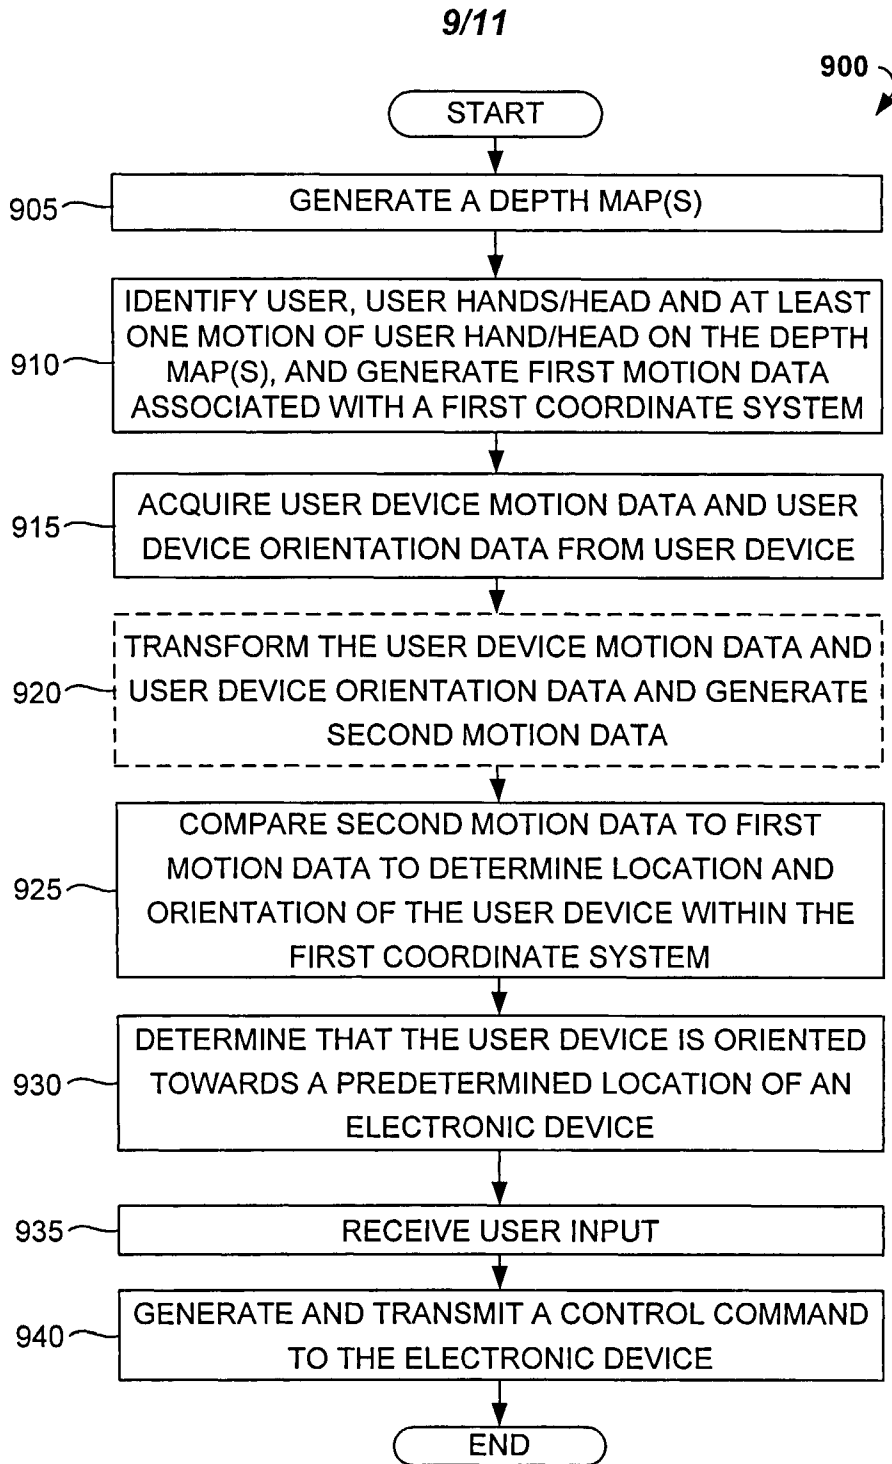 9/11
900
START
905
GENERATE A DEPTH MAP(S)
910
IDENTIFY USER, USER HANDS/HEAD AND AT LEAST
ONE MOTION OF USER HAND/HEAD ON THE DEPTH
MAP(S), AND GENERATE FIRST MOTION DATA
ASSOCIATED WITH A FIRST COORDINATE SYSTEM
915
ACQUIRE USER DEVICE MOTION DATA AND USER
DEVICE ORIENTATION DATA FROM USER DEVICE
920
TRANSFORM THE USER DEVICE MOTION DATA AND
USER DEVICE ORIENTATION DATA AND GENERATE
SECOND MOTION DATA
925
COMPARE SECOND MOTION DATA TO FIRST
MOTION DATA TO DETERMINE LOCATION AND
ORIENTATION OF THE USER DEVICE WITHIN THE
FIRST COORDINATE SYSTEM
930
DETERMINE THAT THE USER DEVICE IS ORIENTED
TOWARDS A PREDETERMINED LOCATION OF AN
ELECTRONIC DEVICE
935
RECEIVE USER INPUT
940
GENERATE AND TRANSMIT A CONTROL COMMAND
TO THE ELECTRONIC DEVICE
END